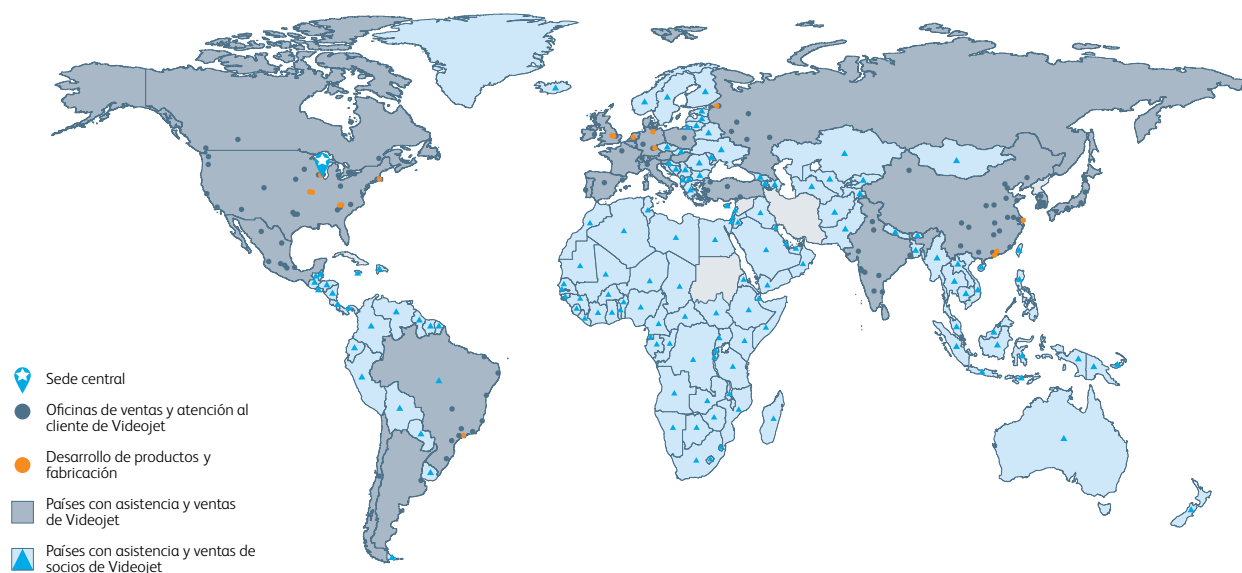 Sede central
Oficinas de ventas y atención al
cliente de Videojet
Desarrollo de productos y
fabricación
Países con asistencia y ventas
de Videojet
Países con asistencia y ventas de
socios de Videojet